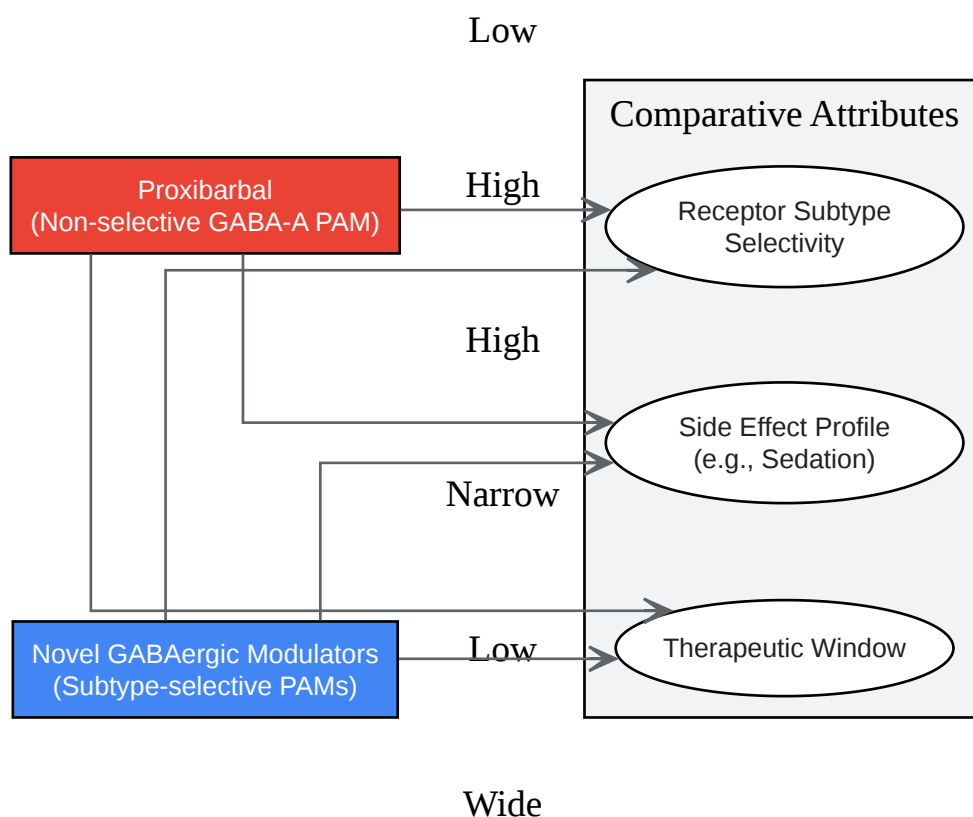 Low
Comparative Attributes
Proxibarbal
(Non-selective GABA-A PAM)
High
Receptor Subtype
Selectivity
High
Side Effect Profile
(e.g., Sedation)
Narrow
Novel GABAergic Modulators
(Subtype-selective PAMs)
Low
Therapeutic Window
Wide